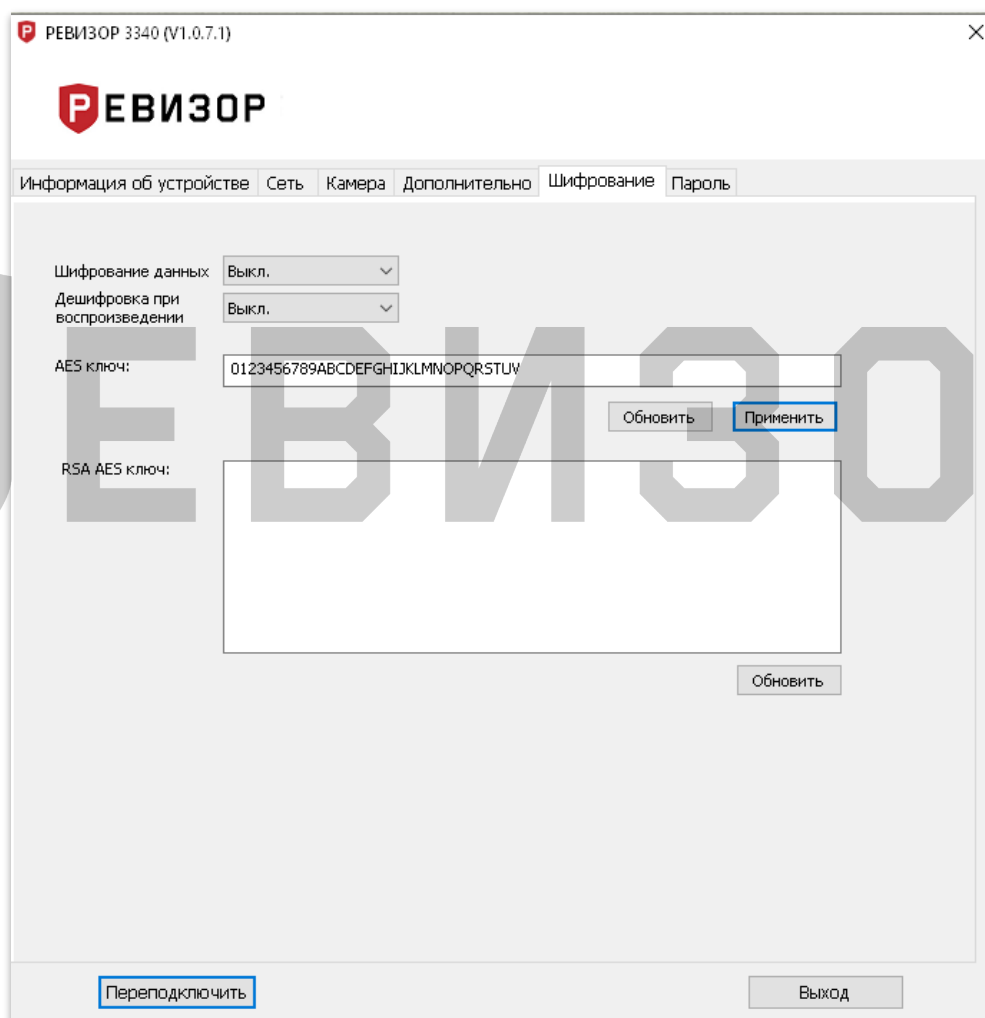 РЕВИЗОР 3340 (V1.0.7.1)
РЕВИЗОР
Информация об устройстве Сеть Камера Дополнительно Шифрование Пароль
Шифрование данных Выкл.
Дешифровка при
воспроизведении Выкл.
AES ключ: 0123456789ABCDEFGHIJKLMNOPQRSTUV
Обновить Применить
RSA AES ключ:
Обновить
Переподключить Выход
ЕВИЗО